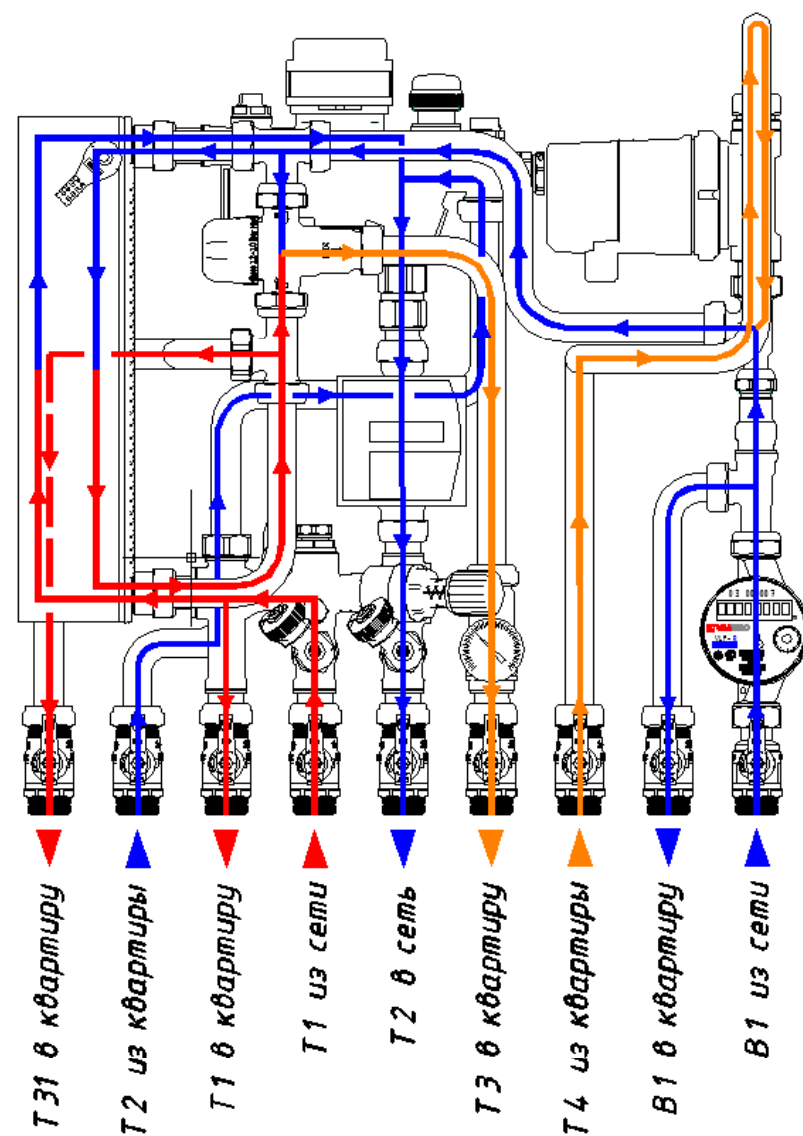 Т31 в квартиру
Т2 из квартиры
Т1 в квартиру
Т1 из сети
Т2 в сеть
Т3 в квартиру
Т4 из квартиры
В1 в квартиру
В1 из сети